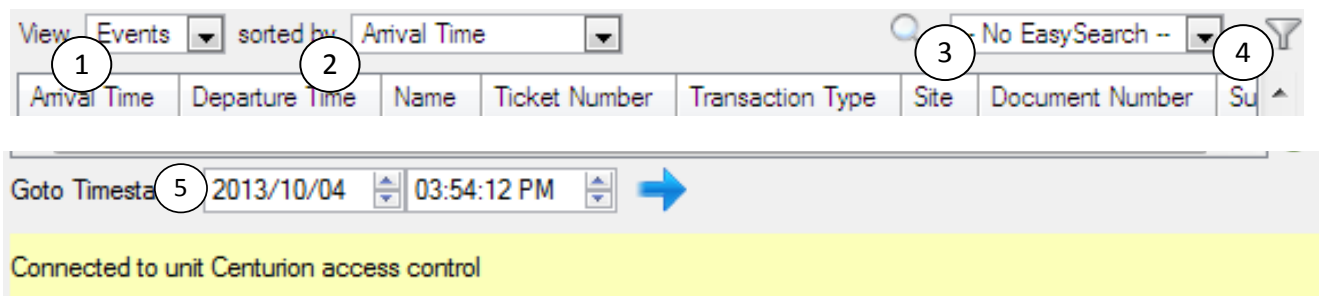 View Events sorted by Arrival Time - No EasySearch --
1 2 3 4
Arrival Time Departure Time Name Ticket Number Transaction Type Site Document Number Su
Goto Timesta 5 2013/10/04 03:54:12 PM
Connected to unit Centurion access control